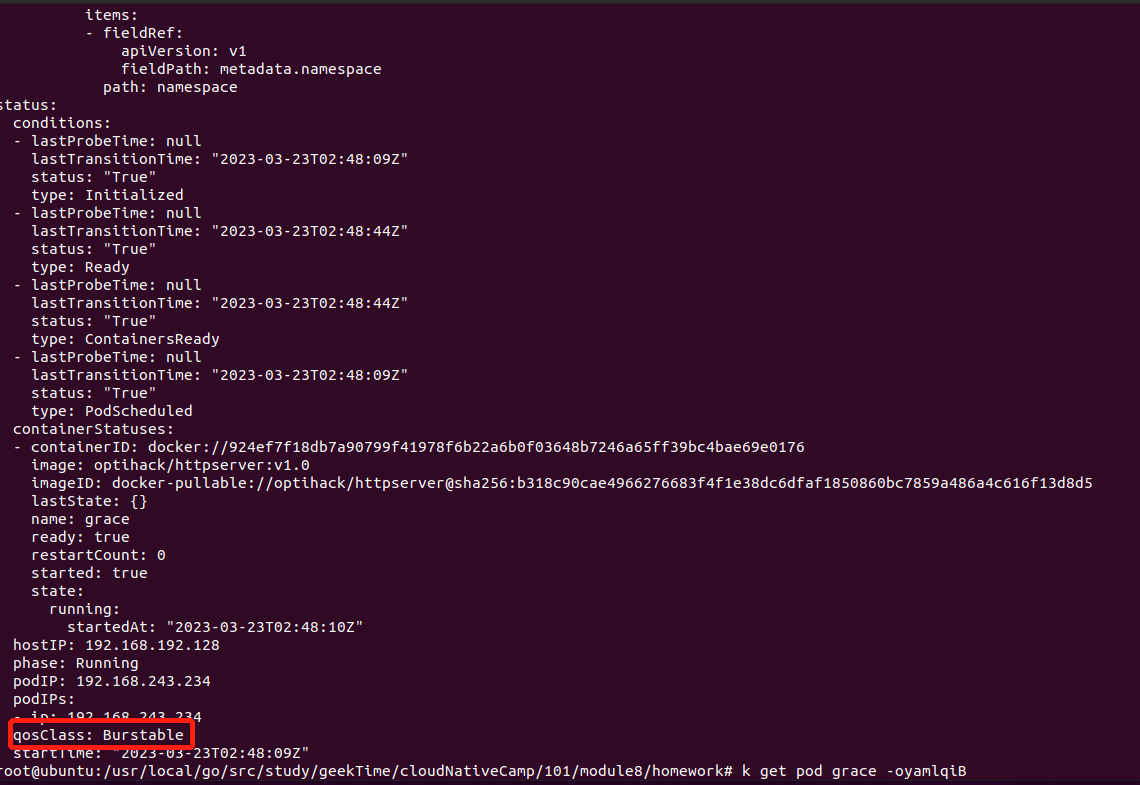 items:
- fieldRef:
apiVersion: v1
fieldPath: metadata.namespace
path: namespace
status:
conditions:
- lastProbeTime: null
lastTransitionTime: "2023-03-23T02:48:09Z"
status: "True"
type: Initialized
- lastProbeTime: null
lastTransitionTime: "2023-03-23T02:48:44Z"
status: "True"
type: Ready
- lastProbeTime: null
lastTransitionTime: "2023-03-23T02:48:44Z"
status: "True"
type: ContainersReady
- lastProbeTime: null
lastTransitionTime: "2023-03-23T02:48:09Z"
status: "True"
type: PodScheduled
containerStatuses:
- containerID: docker://924ef7f18db7a90799f41978f6b22a6b0f03648b7246a65ff39bc4bae69e0176
image: optihack/httpserver:v1.0
imageID: docker-pullable://optihack/httpserver@sha256:b318c90cae4966276683f4f1e38dc6dfaf1850860bc7859a486a4c616f13d8d5
lastState: {}
name: grace
ready: true
restartCount: 0
started: true
state:
running:
startedAt: "2023-03-23T02:48:10Z"
hostIP: 192.168.192.128
phase: Running
podIP: 192.168.243.234
podIPs:
- ip: 192.168.243.234
qosClass: Burstable
startTime: "2023-03-23T02:48:09Z"
root@ubuntu:/usr/local/go/src/study/geekTime/cloudNativeCamp/101/module8/homework# k get pod grace -oyamlqiB